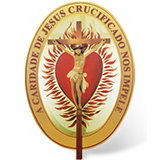 A CARIDADE DE JESUS CRUCIFICADO NOS IMPELE